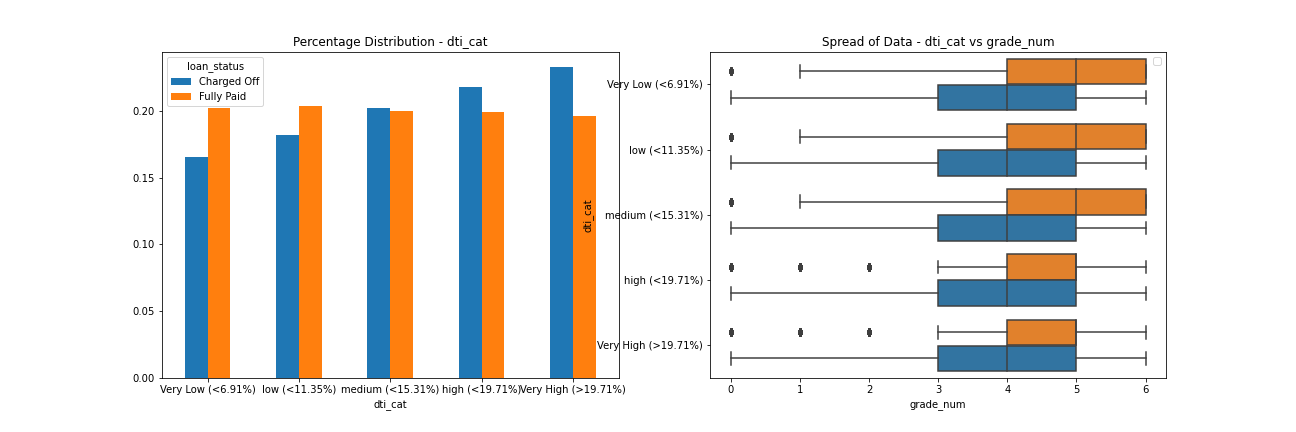 Percentage Distribution - dti_cat
loan_status
Charged Off
Fully Paid
0.20
0.15
0.10
0.05
0.00
Very Low (<6.91%) low (<11.35%) medium (<15.31%) high (<19.71%) Very High (>19.71%)
dti_cat
Spread of Data - dti_cat vs grade_num
dti_cat
Very Low (<6.91%)
low (<11.35%)
medium (<15.31%)
high (<19.71%)
Very High (>19.71%)
0 1 2 3 4 5 6
grade_num